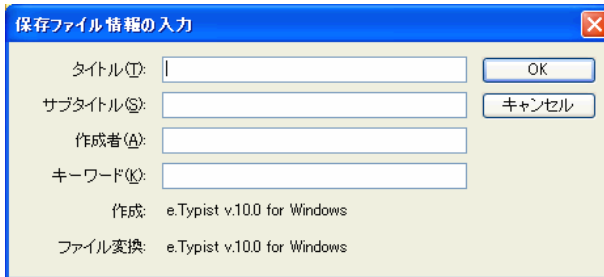 保存ファイル情報の入力
タイトル(T):
OK
サブタイトル(S):
キャンセル
作成者(A):
キーワード(K):
作成: e.Typist v.10.0 for Windows
ファイル変換: e.Typist v.10.0 for Windows